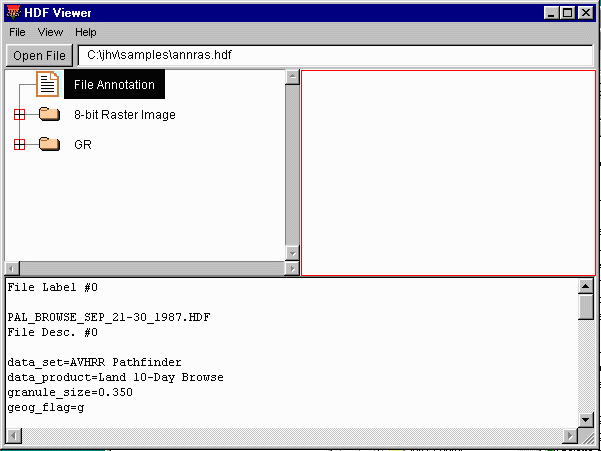 HDF Viewer
File View Help
Open File C:\jhv\samples\annras.hdf
File Annotation
8-bit Raster Image
GR
File Label #0
PAL_BROWSE_SEP_21-30_1987.HDF
File Desc. #0
data_set=AVHRR Pathfinder
data_product=Land 10-Day Browse
granule_size=0.350
geog_flag=g